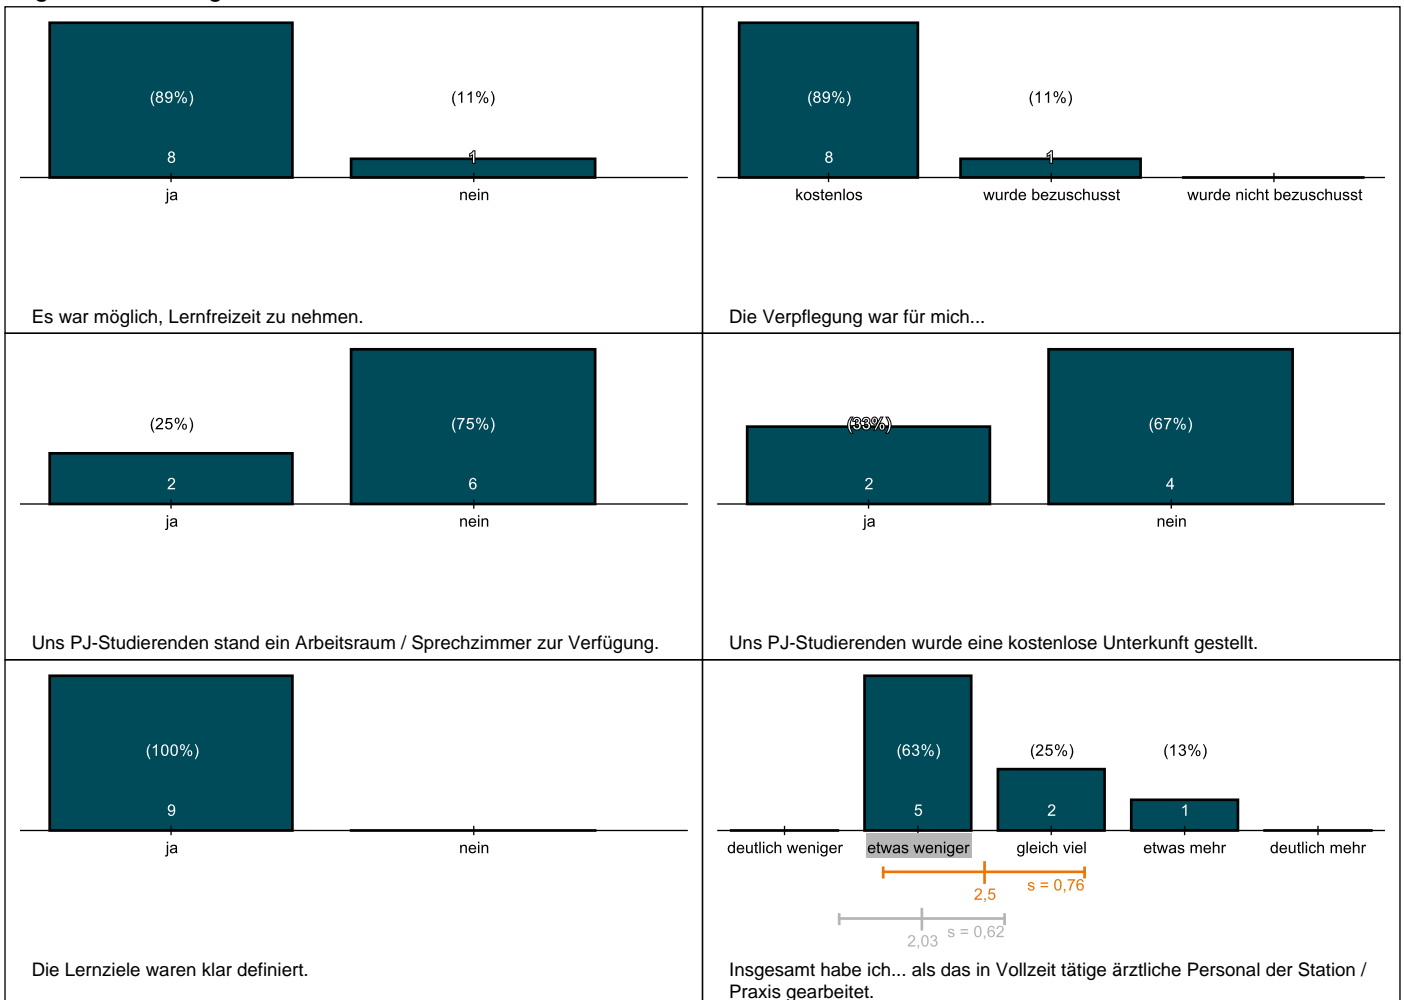 (89%)
(11%)
8
1
ja
nein
Es war möglich, Lernfreizeit zu nehmen.
(89%)
(11%)
8
1
kostenlos
wurde bezuschusst
wurde nicht bezuschusst
Die Verpflegung war für mich...
(25%)
(75%)
2
6
ja
nein
Uns PJ-Studierenden stand ein Arbeitsraum / Sprechzimmer zur Verfügung.
(33%)
(67%)
2
4
ja
nein
Uns PJ-Studierenden wurde eine kostenlose Unterkunft gestellt.
(100%)
9
ja
nein
Die Lernziele waren klar definiert.
(63%)
(25%)
(13%)
5
2
1
deutlich weniger
etwas weniger
gleich viel
etwas mehr
deutlich mehr
2,5
s = 0,76
2,03
s = 0,62
Insgesamt habe ich... als das in Vollzeit tätige ärztliche Personal der Station /
Praxis gearbeitet.